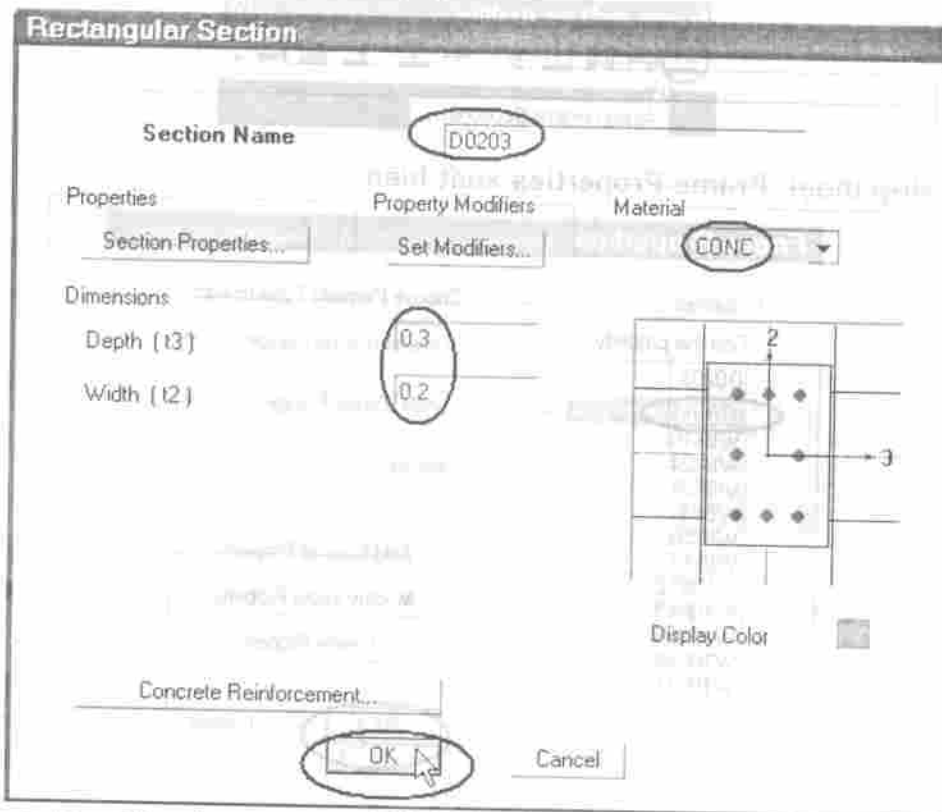 Rectangular Section
Section Name D0203
Properties Property Modifiers Material
Section Properties... Set Modifiers... CONC
Dimensions
Depth (t3) 0.3
Width (t2) 0.2
2
3
Display Color
Concrete Reinforcement...
OK Cancel